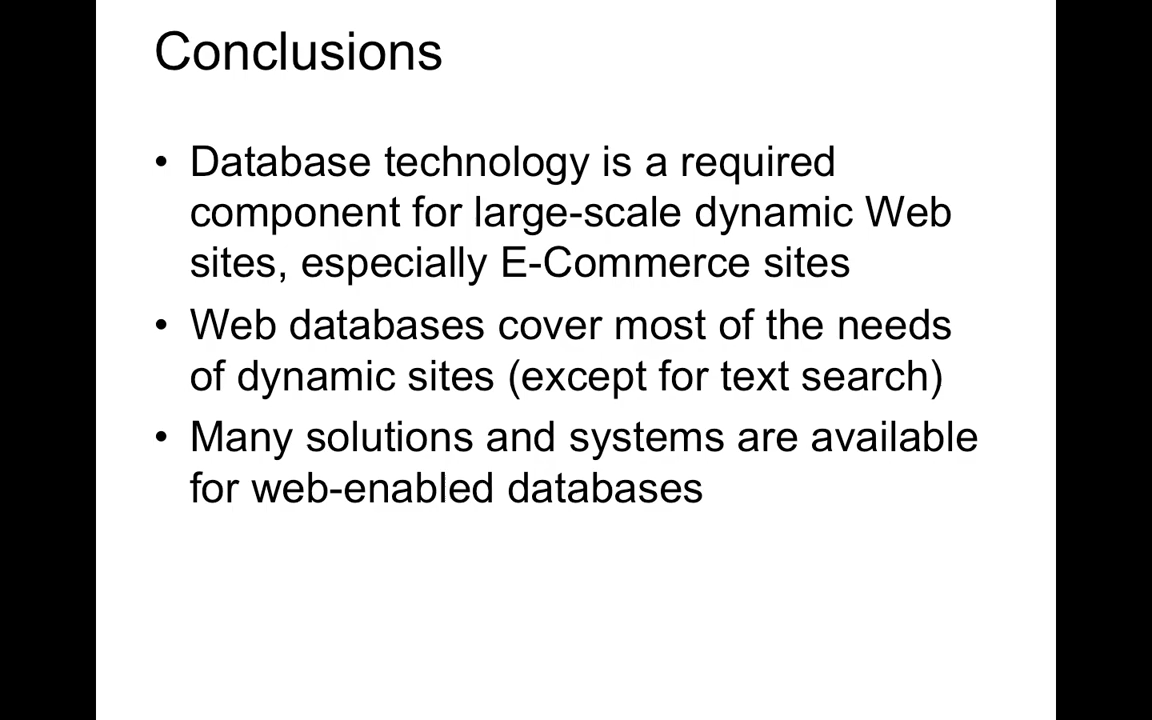 Conclusions
• Database technology is a required
component for large-scale dynamic Web
sites, especially E-Commerce sites
• Web databases cover most of the needs
of dynamic sites (except for text search)
• Many solutions and systems are available
for web-enabled databases